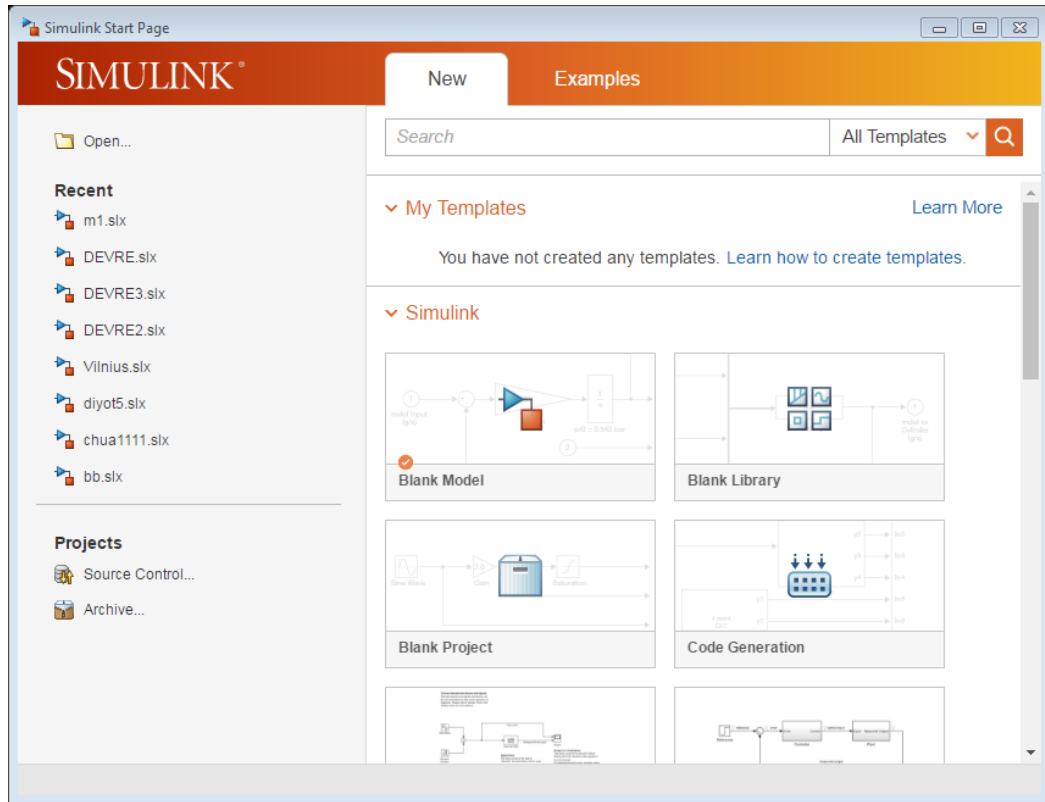 Simulink Start Page
SIMULINK®
New
Examples
Open...
Search
All Templates
Recent
m1.slx
DEVRE.slx
DEVRE3.slx
DEVRE2.slx
Vilnius.slx
diyot5.slx
chua1111.slx
bb.slx
Projects
Source Control...
Archive...
My Templates
Learn More
You have not created any templates. Learn how to create templates.
Simulink
Blank Model
Blank Library
Blank Project
Code Generation